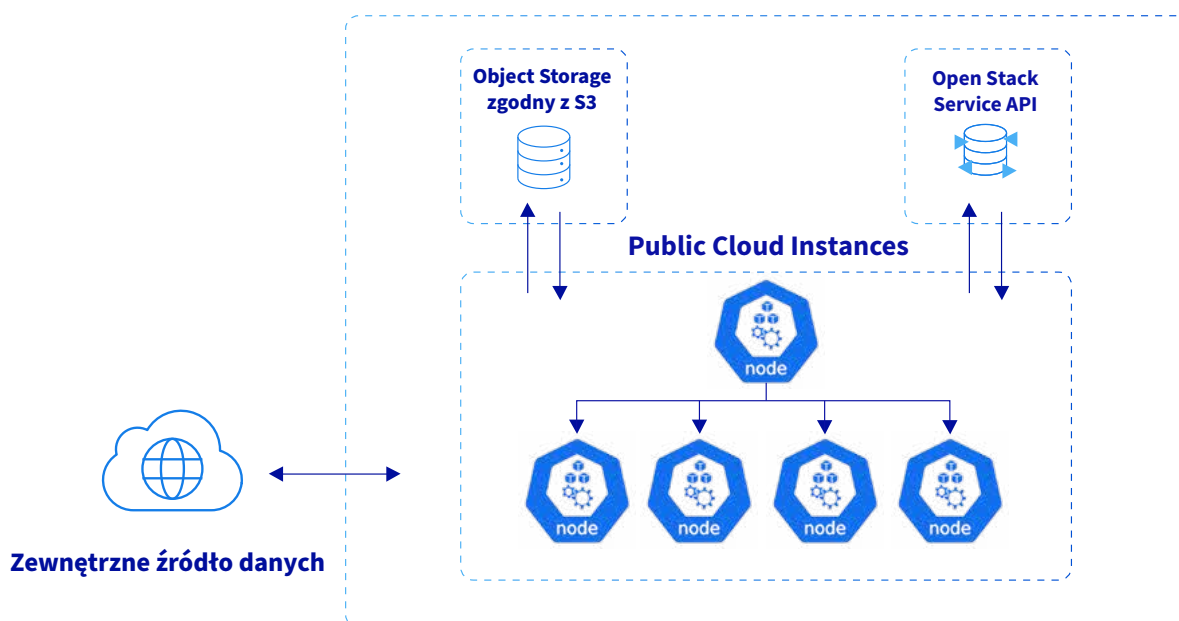 Object Storage
zgodny z S3
Open Stack
Service API
Public Cloud Instances
node
node
node
node
node
Zewnętrzne źródło danych